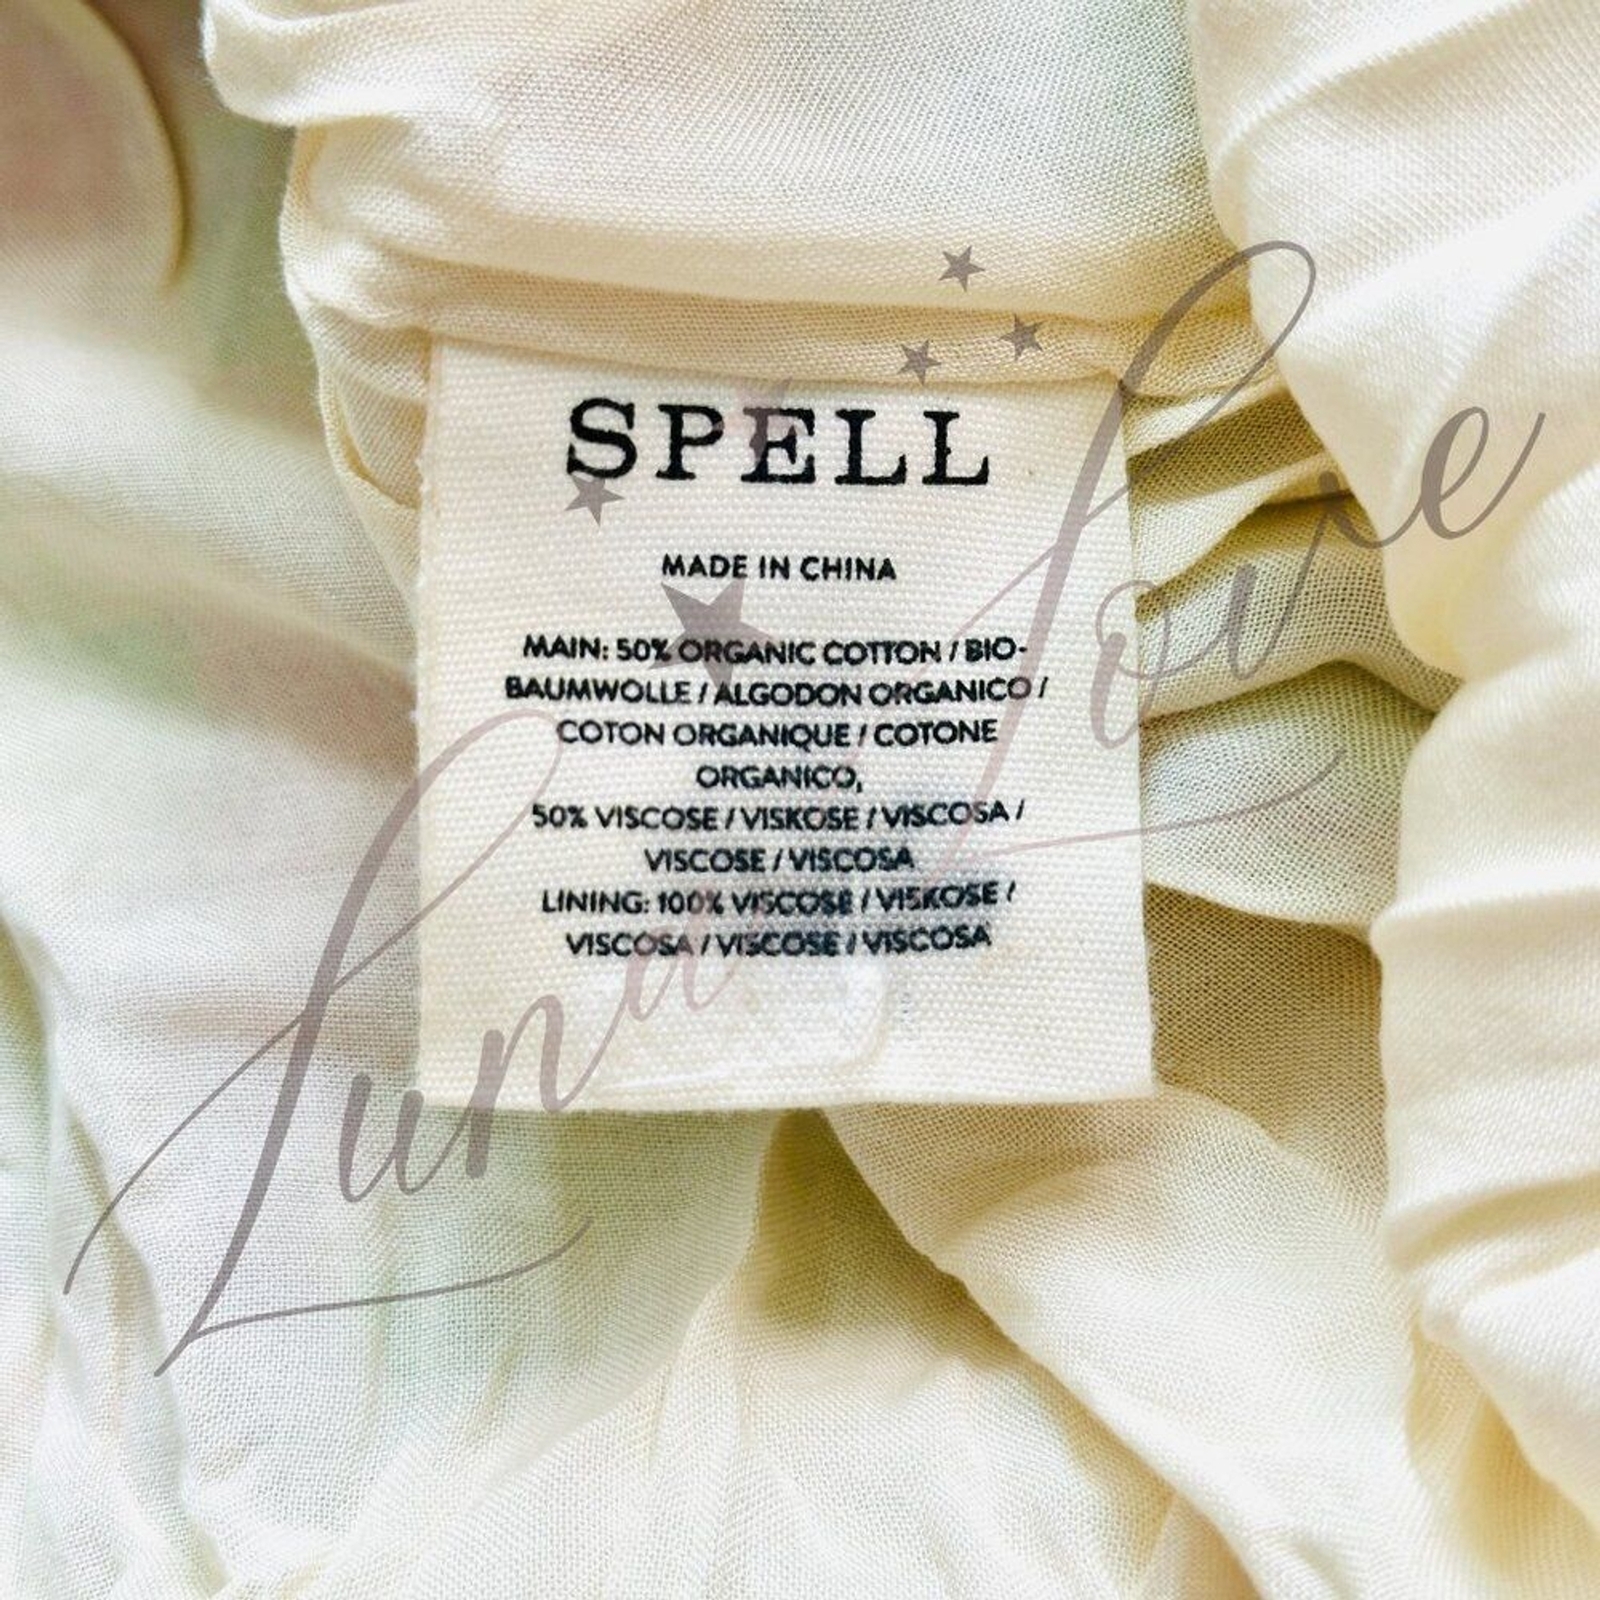 SPELL
MADE IN CHINA
MAIN: 50% ORGANIC COTTON / BIO-
BAUMWOLLE / ALGODON ORGANICO /
COTON ORGANIQUE / COTONE
ORGANICO,
50% VISCOSE / VISKOSE / VISCOSA /
VISCOSE / VISCOSA
LINING: 100% VISCOSE / VISKOSE /
VISCOSA / VISCOSE / VISCOSA
Luna Love